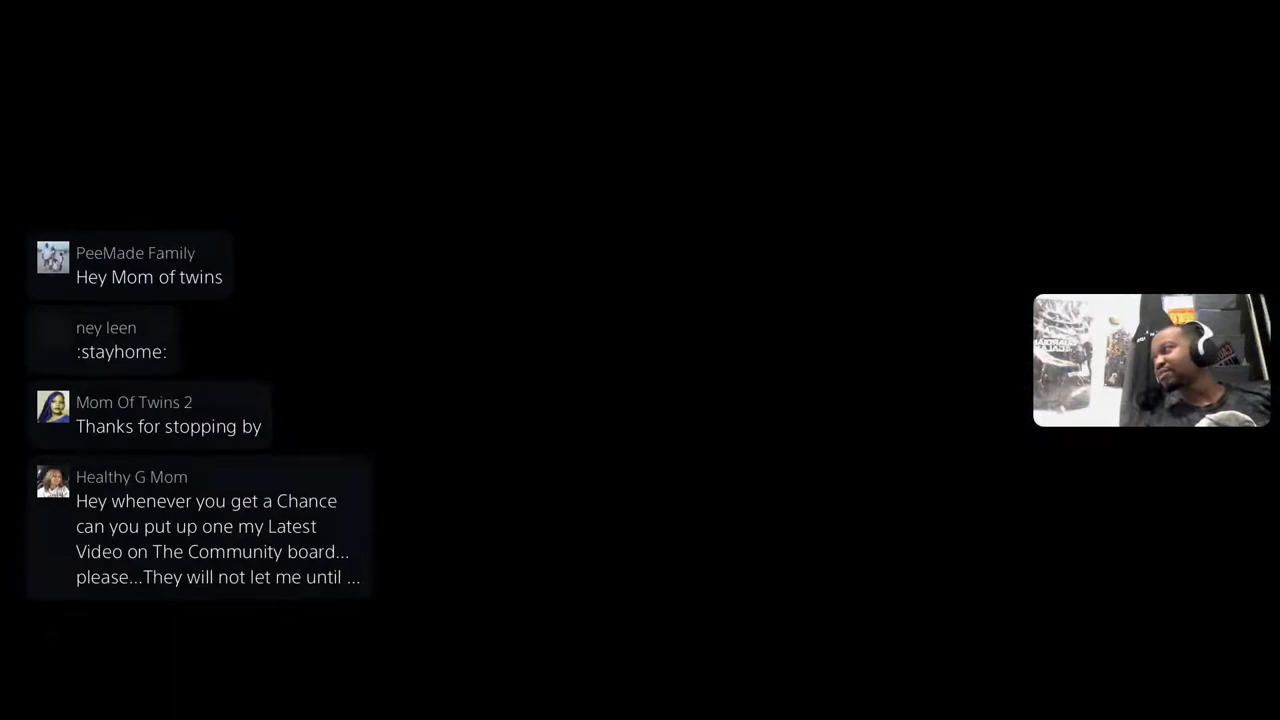 PeeMade Family
Hey Mom of twins
ney leen
:stayhome:
Mom Of Twins 2
Thanks for stopping by
Healthy G Mom
Hey whenever you get a Chance
can you put up one my Latest
Video on The Community board...
please...They will not let me until ...